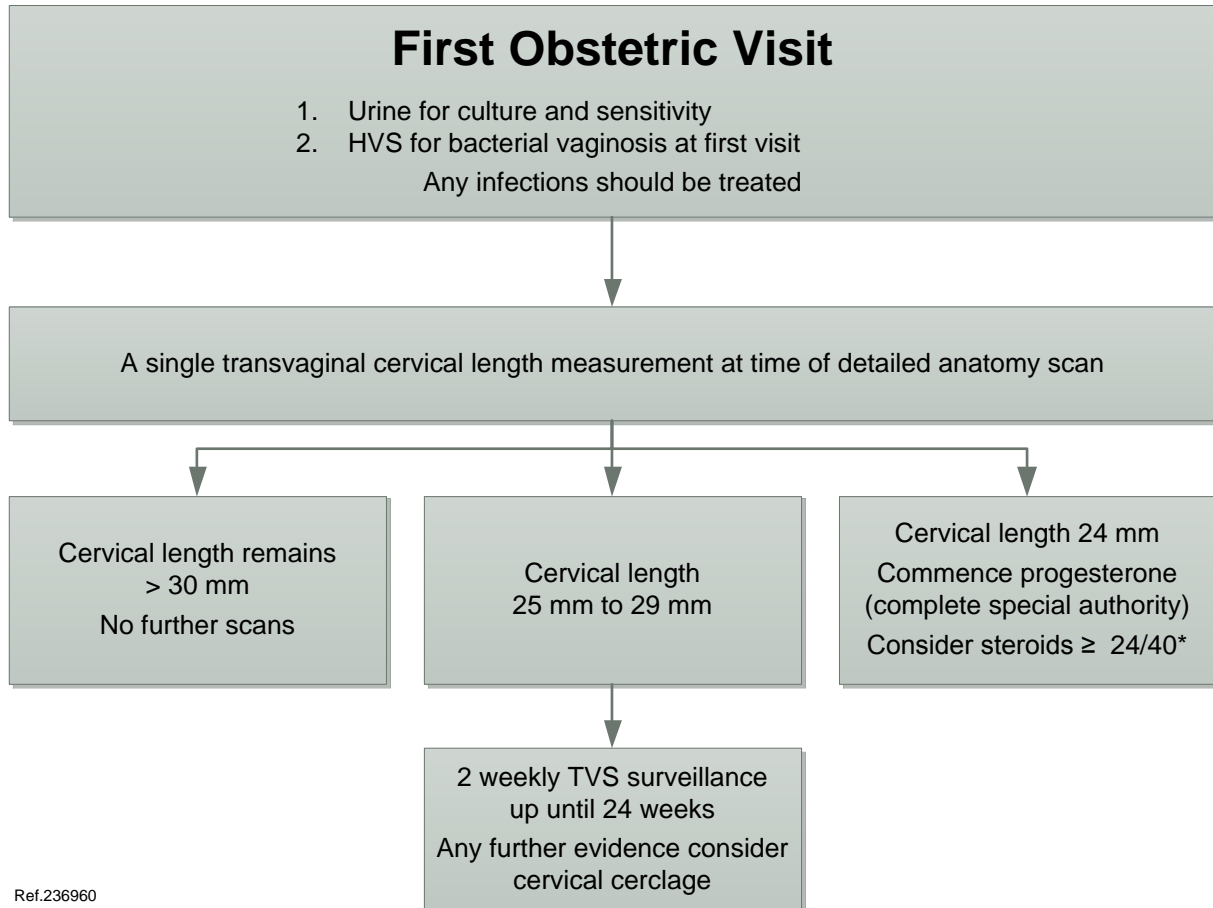 First Obstetric Visit
1. Urine for culture and sensitivity
2. HVS for bacterial vaginosis at first visit
Any infections should be treated
A single transvaginal cervical length measurement at time of detailed anatomy scan
Cervical length remains
> 30 mm
No further scans
Cervical length
25 mm to 29 mm
Cervical length 24 mm
Commence progesterone
(complete special authority)
Consider steroids ≥ 24/40*
2 weekly TVS surveillance
up until 24 weeks
Any further evidence consider
cervical cerclage
Ref.236960